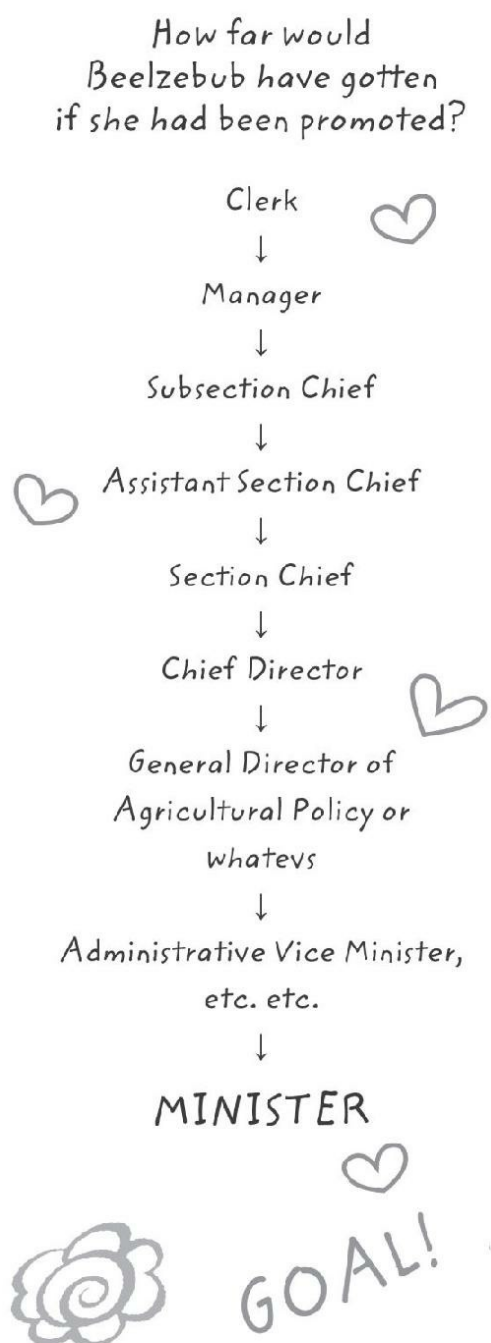 How far would
Beelzebub have gotten
if she had been promoted?
Clerk
↓
Manager
↓
Subsection Chief
↓
Assistant Section Chief
↓
Section Chief
↓
Chief Director
↓
General Director of
Agricultural Policy or
whatevs
↓
Administrative Vice Minister,
etc. etc.
↓
MINISTER
GOAL!